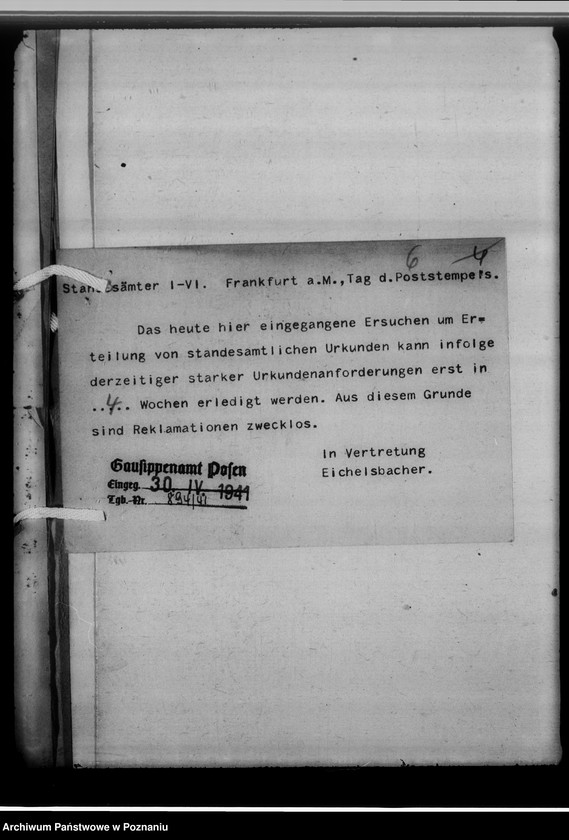 6 4
Standesämter I-VI. Frankfurt a.M.,Tag d.Poststempels.
Das heute hier eingegangene Ersuchen um Er=
teilung von standesamtlichen Urkunden kann infolge
derzeitiger starker Urkundenanforderungen erst in
..4.. Wochen erledigt werden. Aus diesem Grunde
sind Reklamationen zwecklos.
In Vertretung
Eichelsbacher.
Gausippenamt Posen
Eingeg. 30. IV. 1941
Tgb.-Nr. 894/41
Archiwum Państwowe w Poznaniu